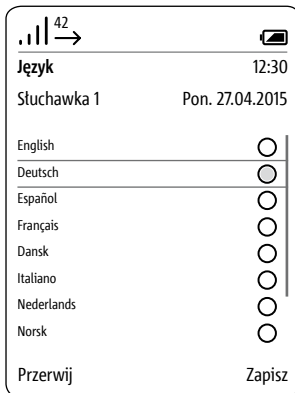 42
Język 12:30
Słuchawka 1 Pon. 27.04.2015
English
Deutsch
Español
Français
Dansk
Italiano
Nederlands
Norsk
Przerwij Zapisz